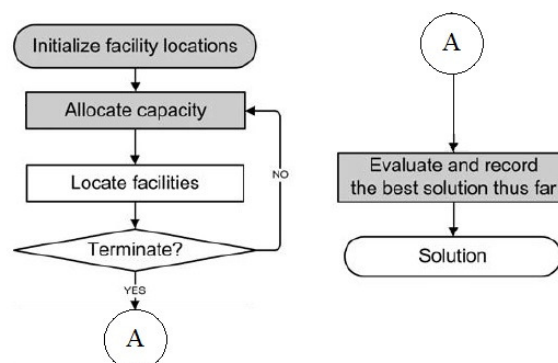 Initialize facility locations
Allocate capacity
Locate facilities
NO
Terminate?
YES
A
A
Evaluate and record
the best solution thus far
Solution